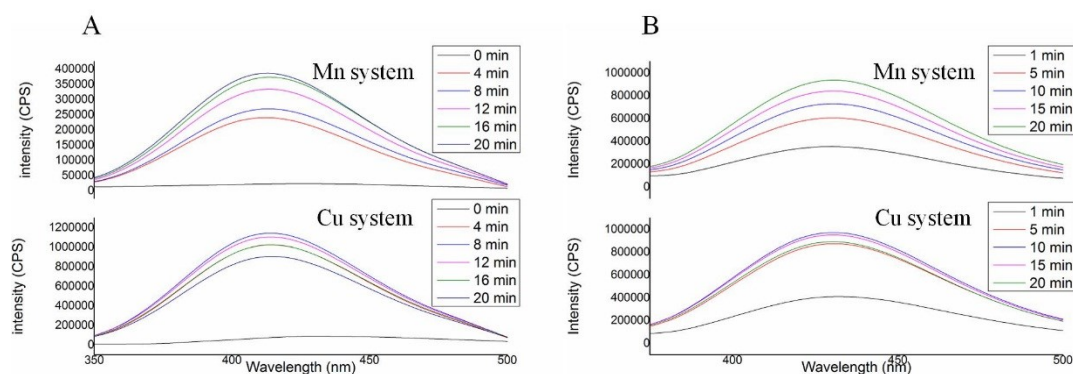 A
Mn system
intensity (CPS)
400000
350000
300000
250000
200000
150000
100000
50000
0
0 min
4 min
8 min
12 min
16 min
20 min
Cu system
intensity (CPS)
1200000
1000000
800000
600000
400000
200000
0
0 min
4 min
8 min
12 min
16 min
20 min
350
400
450
500
Wavelength (nm)
B
Mn system
Intensity (CPS)
1000000
800000
600000
400000
200000
0
1 min
5 min
10 min
15 min
20 min
Cu system
Intensity (CPS)
1000000
800000
600000
400000
200000
0
1 min
5 min
10 min
15 min
20 min
400
450
500
Wavelength (nm)